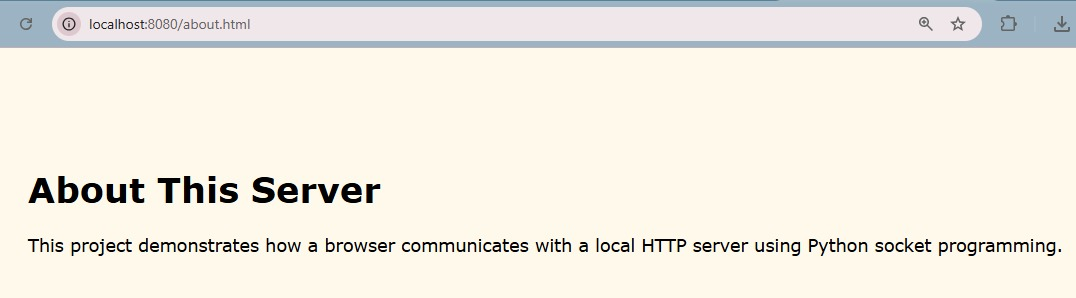 localhost:8080/about.html
About This Server
This project demonstrates how a browser communicates with a local HTTP server using Python socket programming.